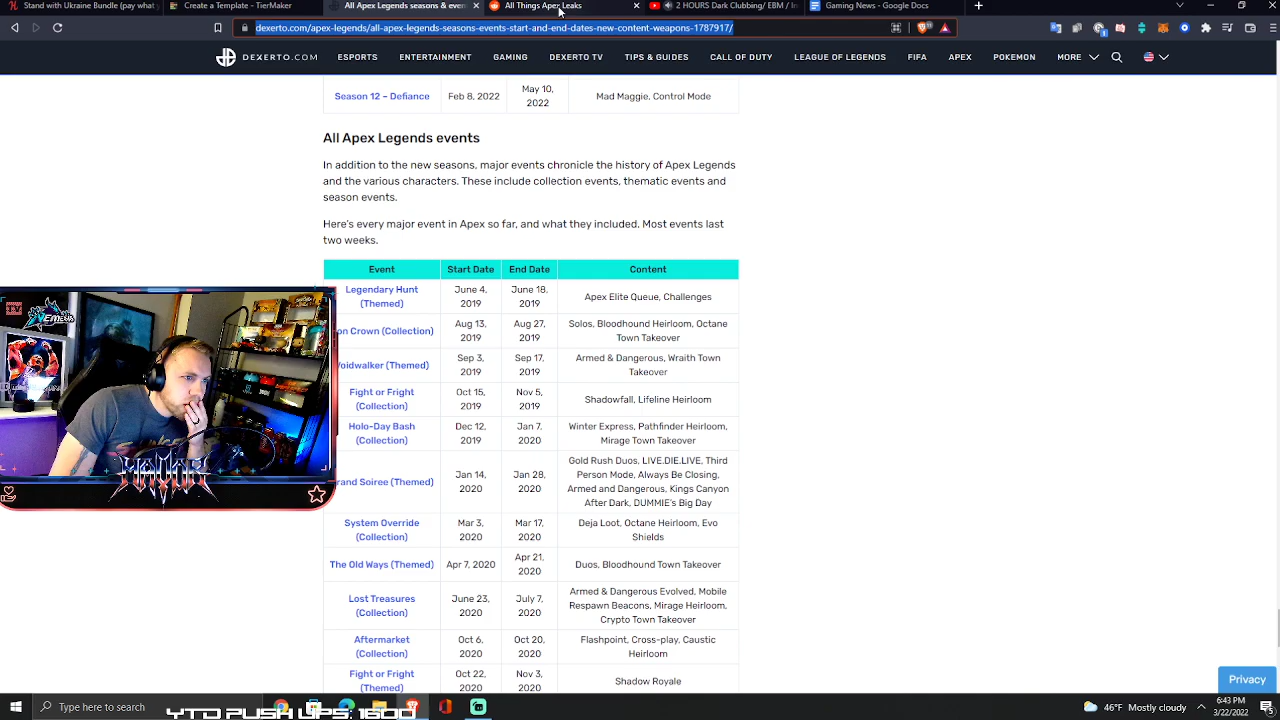 Stand with Ukraine Bundle (pay what y
Create a Template - TierMaker
All Apex Legends seasons & even
All Things Apex Leaks
2 HOURS Dark Clubbing/ EBM / In
Gaming News - Google Docs
dexerto.com/apex-legends/all-apex-legends-seasons-events-start-and-end-dates-new-content-weapons-1787917/
DEXERTO.COM ESPORTS ENTERTAINMENT GAMING DEXERTO TV TIPS & GUIDES CALL OF DUTY LEAGUE OF LEGENDS FIFA APEX POKEMON MORE
Season 12 – Defiance Feb 8, 2022 May 10, 2022 Mad Maggie, Control Mode
All Apex Legends events
In addition to the new seasons, major events chronicle the history of Apex Legends
and the various characters. These include collection events, thematic events and
season events.
Here's every major event in Apex so far, and what they included. Most events last
two weeks.
Event Start Date End Date Content
Legendary Hunt (Themed) June 4, 2019 June 18, 2019 Apex Elite Queue, Challenges
on Crown (Collection) Aug 13, 2019 Aug 27, 2019 Solos, Bloodhound Heirloom, Octane Town Takeover
Voidwalker (Themed) Sep 3, 2019 Sep 17, 2019 Armed & Dangerous, Wraith Town Takeover
Fight or Fright (Collection) Oct 15, 2019 Nov 5, 2019 Shadowfall, Lifeline Heirloom
Holo-Day Bash (Collection) Dec 12, 2019 Jan 7, 2020 Winter Express, Pathfinder Heirloom, Mirage Town Takeover
rand Soiree (Themed) Jan 14, 2020 Jan 28, 2020 Gold Rush Duos, LIVE.DIE.LIVE, Third Person Mode, Always Be Closing, Armed and Dangerous, Kings Canyon After Dark, DUMMIE's Big Day
System Override (Collection) Mar 3, 2020 Mar 17, 2020 Deja Loot, Octane Heirloom, Evo Shields
The Old Ways (Themed) Apr 7, 2020 Apr 21, 2020 Duos, Bloodhound Town Takeover
Lost Treasures (Collection) June 23, 2020 July 7, 2020 Armed & Dangerous Evolved, Mobile Respawn Beacons, Mirage Heirloom, Crypto Town Takeover
Aftermarket (Collection) Oct 6, 2020 Oct 20, 2020 Flashpoint, Cross-play, Caustic Heirloom
Fight or Fright (Themed) Oct 22, 2020 Nov 3, 2020 Shadow Royale
HAVOK
Privacy
Type here to search
YTD PUSH UPS: 1600
46°F Mostly cloudy
6:43 PM
3/22/2022